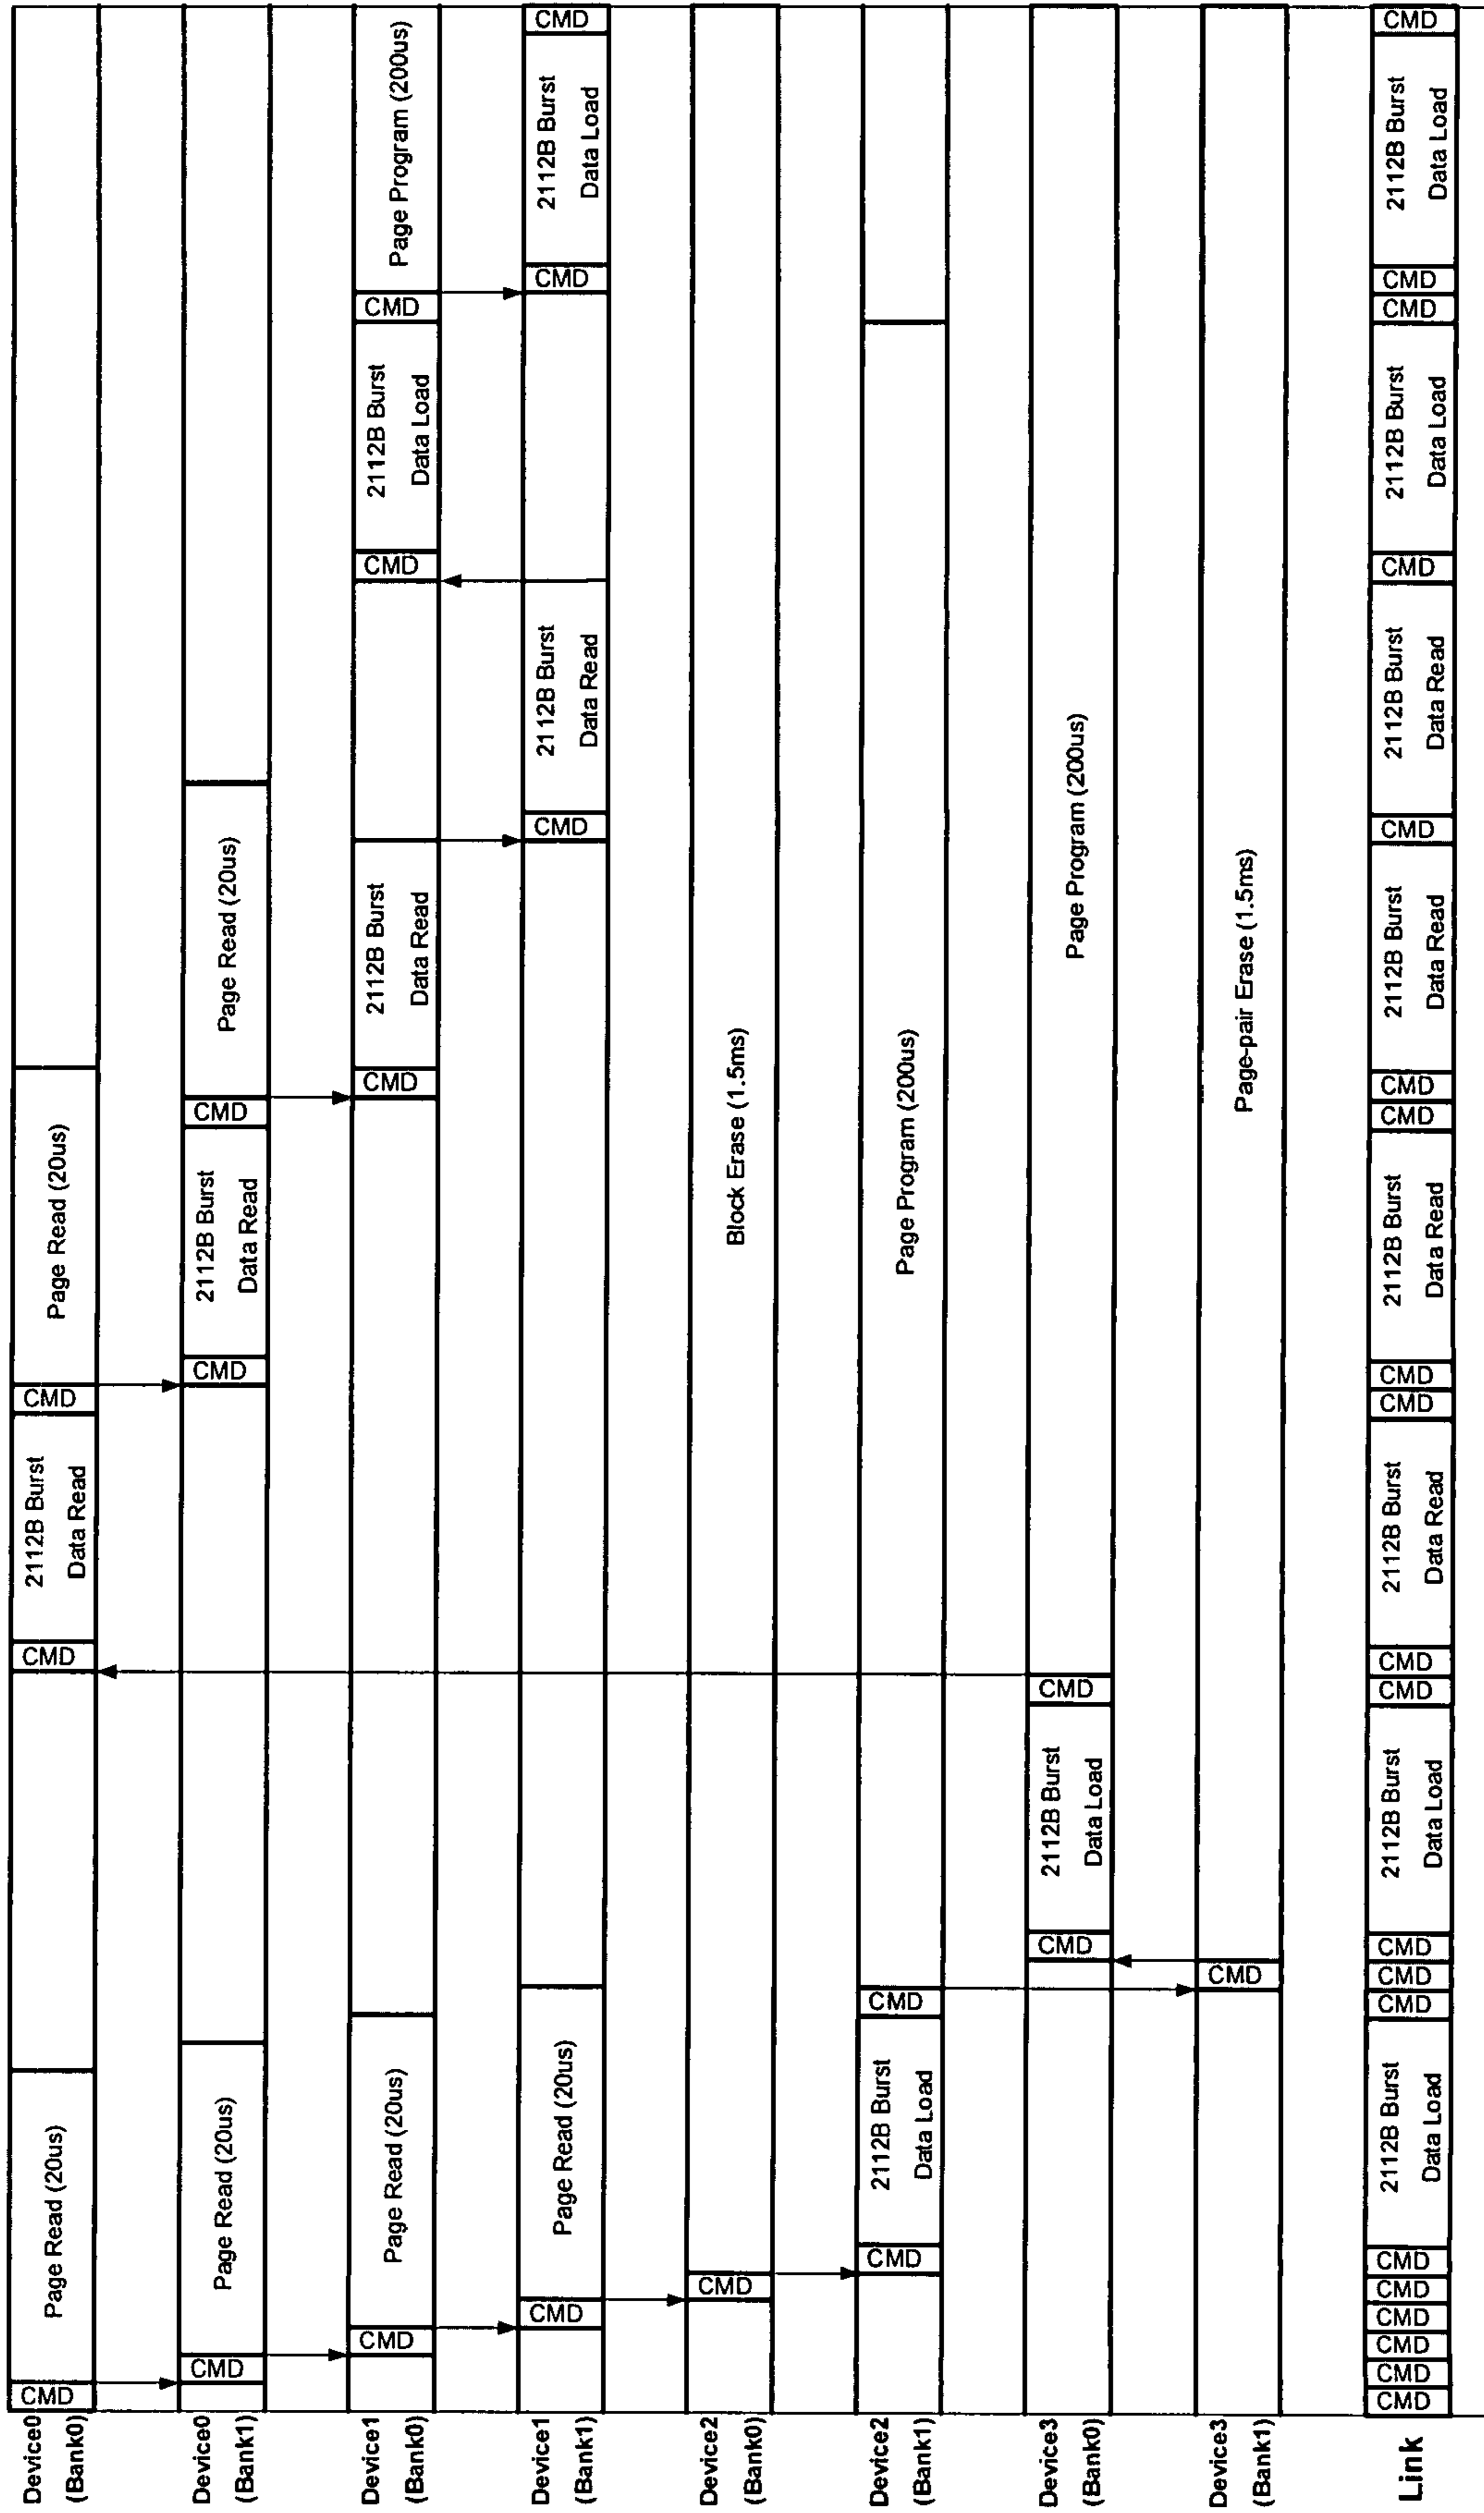 Device0
(Bank0)
CMD
Page Read (20us)
CMD
2112B Burst
Data Read
CMD
Page Read (20us)
Device0
(Bank1)
CMD
Page Read (20us)
CMD
2112B Burst
Data Read
CMD
Page Read (20us)
Device1
(Bank0)
CMD
Page Read (20us)
CMD
2112B Burst
Data Read
CMD
2112B Burst
Data Load
CMD
Page Program (200us)
Device1
(Bank1)
CMD
Page Read (20us)
CMD
2112B Burst
Data Read
CMD
2112B Burst
Data Load
CMD
Device2
(Bank0)
CMD
Block Erase (1.5ms)
Device2
(Bank1)
CMD
2112B Burst
Data Load
CMD
Page Program (200us)
Device3
(Bank0)
CMD
2112B Burst
Data Load
CMD
Page Program (200us)
Device3
(Bank1)
CMD
Page-pair Erase (1.5ms)
Link
CMD
CMD
CMD
CMD
CMD
CMD
2112B Burst
Data Load
CMD
CMD
CMD
2112B Burst
Data Load
CMD
CMD
2112B Burst
Data Read
CMD
CMD
2112B Burst
Data Read
CMD
CMD
2112B Burst
Data Read
CMD
2112B Burst
Data Read
CMD
2112B Burst
Data Load
CMD
CMD
2112B Burst
Data Load
CMD